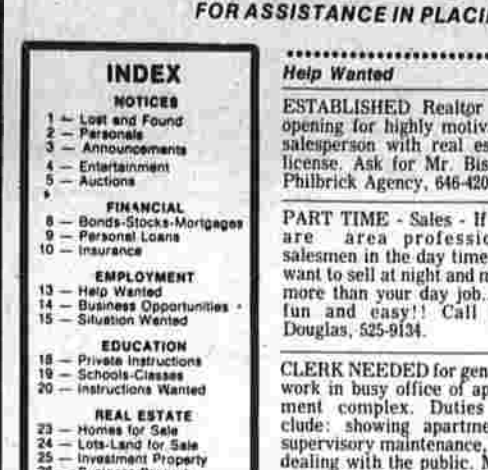 FOR ASSISTANCE IN PLACI
INDEX
NOTICES
1 — Lost and Found
2 — Personals
3 — Announcements
4 — Entertainment
5 — Auctions
FINANCIAL
8 — Bonds-Stocks-Mortgages
9 — Personal Loans
10 — Insurance
EMPLOYMENT
13 — Help Wanted
14 — Business Opportunities
15 — Situation Wanted
EDUCATION
18 — Private Instructions
19 — Schools-Classes
20 — Instructions Wanted
REAL ESTATE
23 — Homes for Sale
24 — Lots-Land for Sale
25 — Investment Property
Help Wanted
ESTABLISHED Realtor
opening for highly motiv
salesperson with real es
license. Ask for Mr. Bis
Philbrick Agency, 646-420
PART TIME - Sales - If
are area professio
salesmen in the day time
want to sell at night and m
more than your day job.
fun and easy!! Call
Douglas, 525-9134.
CLERK NEEDED for gen
work in busy office of ap
ment complex. Duties
clude: showing apartme
supervisory maintenance,
dealing with the public. M